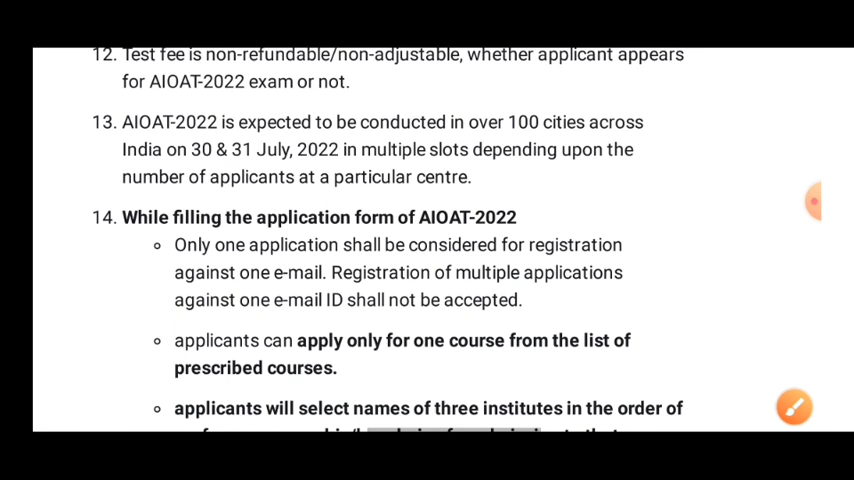 12. Test fee is non-refundable/non-adjustable, whether applicant appears
for AIOAT-2022 exam or not.
13. AIOAT-2022 is expected to be conducted in over 100 cities across
India on 30 & 31 July, 2022 in multiple slots depending upon the
number of applicants at a particular centre.
14. While filling the application form of AIOAT-2022
Only one application shall be considered for registration
against one e-mail. Registration of multiple applications
against one e-mail ID shall not be accepted.
applicants can apply only for one course from the list of
prescribed courses.
applicants will select names of three institutes in the order of